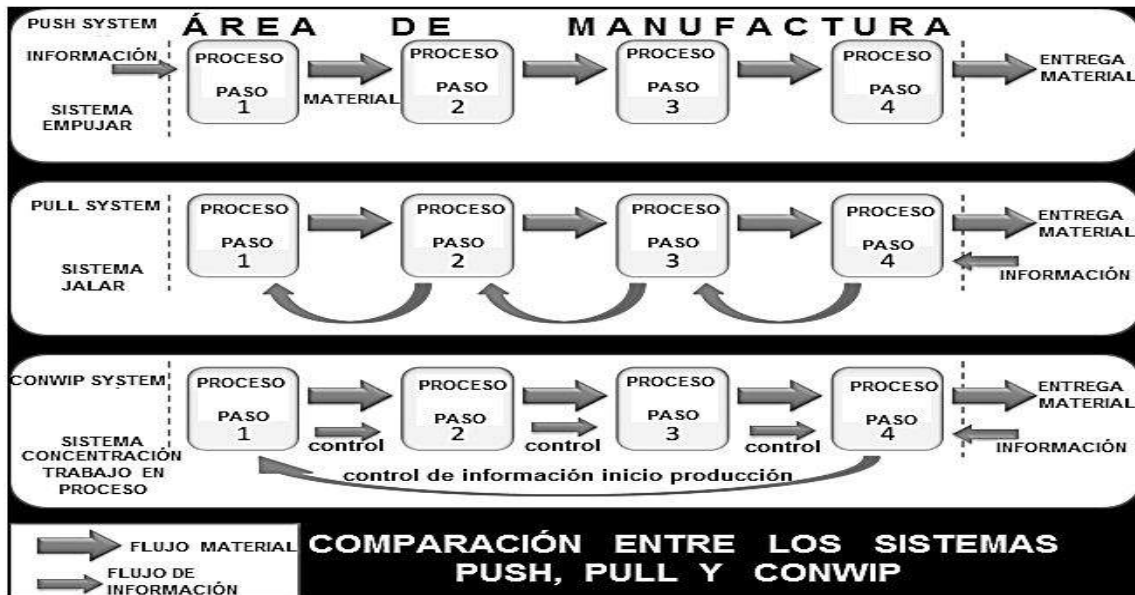 PUSH SYSTEM
ÁREA DE MANUFACTURA
INFORMACIÓN
SISTEMA
EMPUJAR
PROCESO
PASO
1
MATERIAL
PROCESO
PASO
2
PROCESO
PASO
3
PROCESO
PASO
4
ENTREGA
MATERIAL
PULL SYSTEM
SISTEMA
JALAR
PROCESO
PASO
1
PROCESO
PASO
2
PROCESO
PASO
3
PROCESO
PASO
4
ENTREGA
MATERIAL
INFORMACIÓN
CONWIP SYSTEM
SISTEMA
CONCENTRACIÓN
TRABAJO EN
PROCESO
PROCESO
PASO
1
control
PROCESO
PASO
2
control
PROCESO
PASO
3
control
PROCESO
PASO
4
ENTREGA
MATERIAL
INFORMACIÓN
control de información inicio producción
FLUJO MATERIAL
FLUJO DE
INFORMACIÓN
COMPARACIÓN ENTRE LOS SISTEMAS
PUSH, PULL Y CONWIP